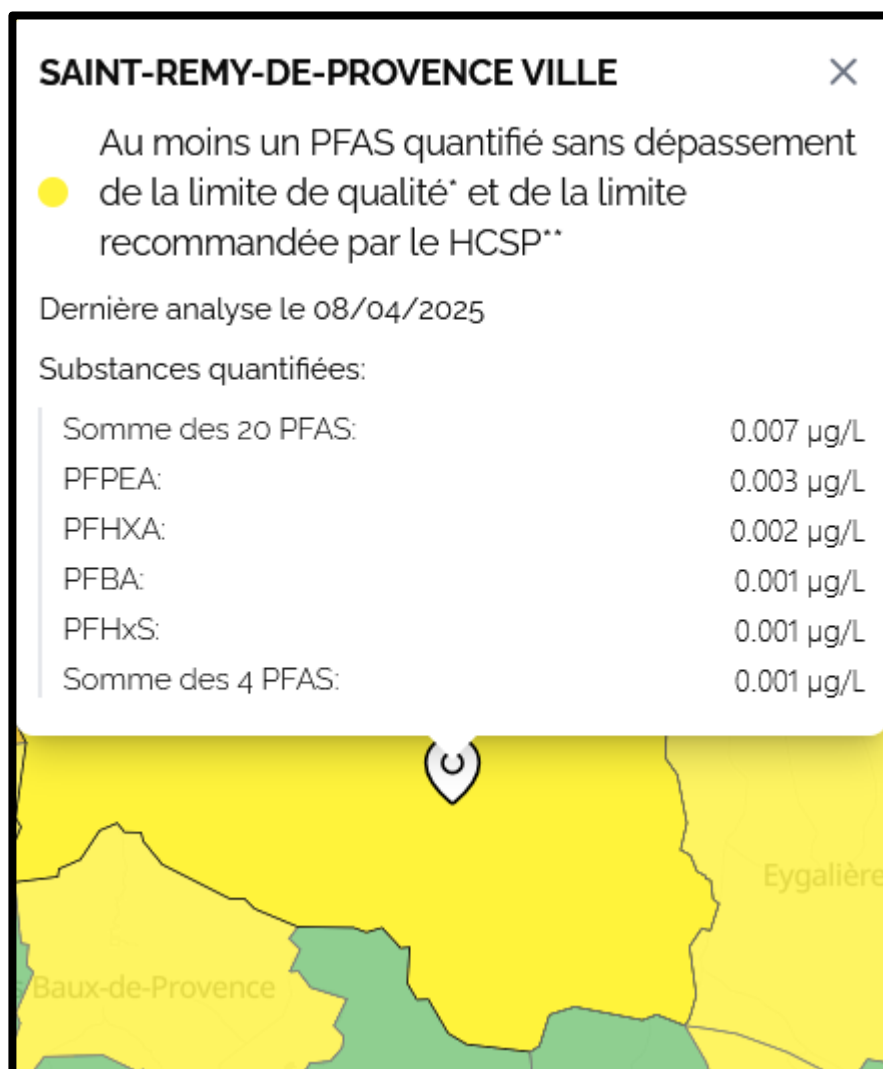 SAINT-REMY-DE-PROVENCE VILLE
Au moins un PFAS quantifié sans dépassement
de la limite de qualité* et de la limite
recommandée par le HCSP**
Dernière analyse le 08/04/2025
Substances quantifiées:
Somme des 20 PFAS: 0.007 µg/L
PFPEA: 0.003 µg/L
PFHXA: 0.002 µg/L
PFBA: 0.001 µg/L
PFHxS: 0.001 µg/L
Somme des 4 PFAS: 0.001 µg/L
Eygalière
s Baux-de-Provence